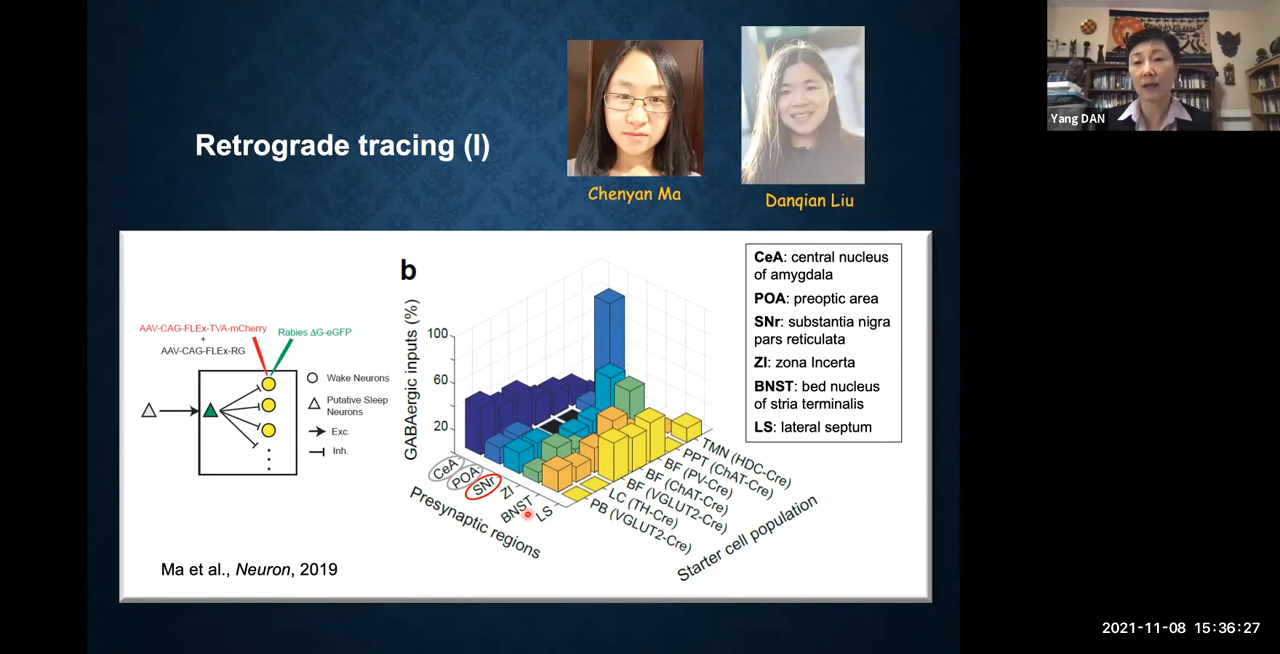 Yang DAN
Retrograde tracing (I)
Chenyan Ma
Danqian Liu
AAV-CAG-FLEx-TVA-mCherry
+
AAV-CAG-FLEx-RG
Rabies ΔG-eGFP
Wake Neurons
Putative Sleep
Neurons
Exc.
Inh.
b
GABAergic inputs (%)
100
60
20
CeA
POA
SNr
ZI
BNST
LS
Presynaptic regions
TMN (HDC-Cre)
PPT (ChAT-Cre)
BF (PV-Cre)
BF (ChAT-Cre)
BF (VGLUT2-Cre)
LC (TH-Cre)
PB (VGLUT2-Cre)
Starter cell population
CeA: central nucleus
of amygdala
POA: preoptic area
SNr: substantia nigra
pars reticulata
ZI: zona Incerta
BNST: bed nucleus
of stria terminalis
LS: lateral septum
Ma et al., Neuron, 2019
2021-11-08 15:36:27